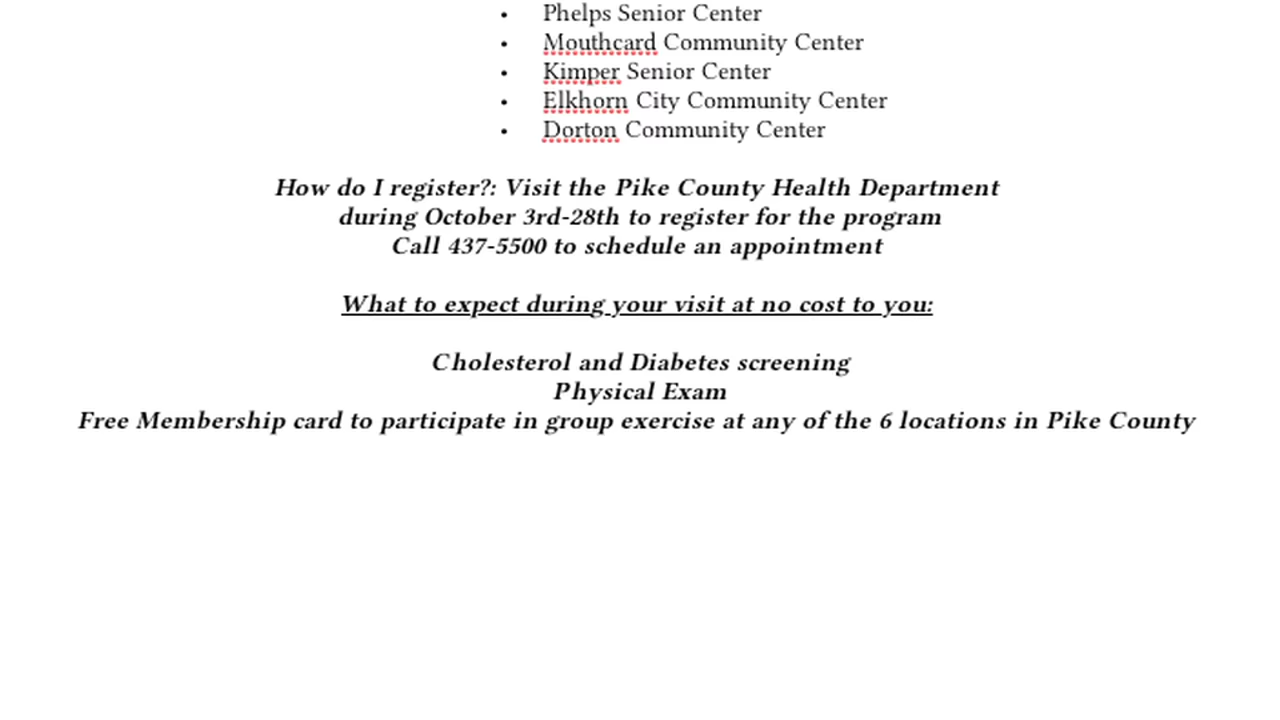 • Phelps Senior Center
• Mouthcard Community Center
• Kimper Senior Center
• Elkhorn City Community Center
• Dorton Community Center
How do I register?: Visit the Pike County Health Department
during October 3rd-28th to register for the program
Call 437-5500 to schedule an appointment
What to expect during your visit at no cost to you:
Cholesterol and Diabetes screening
Physical Exam
Free Membership card to participate in group exercise at any of the 6 locations in Pike County